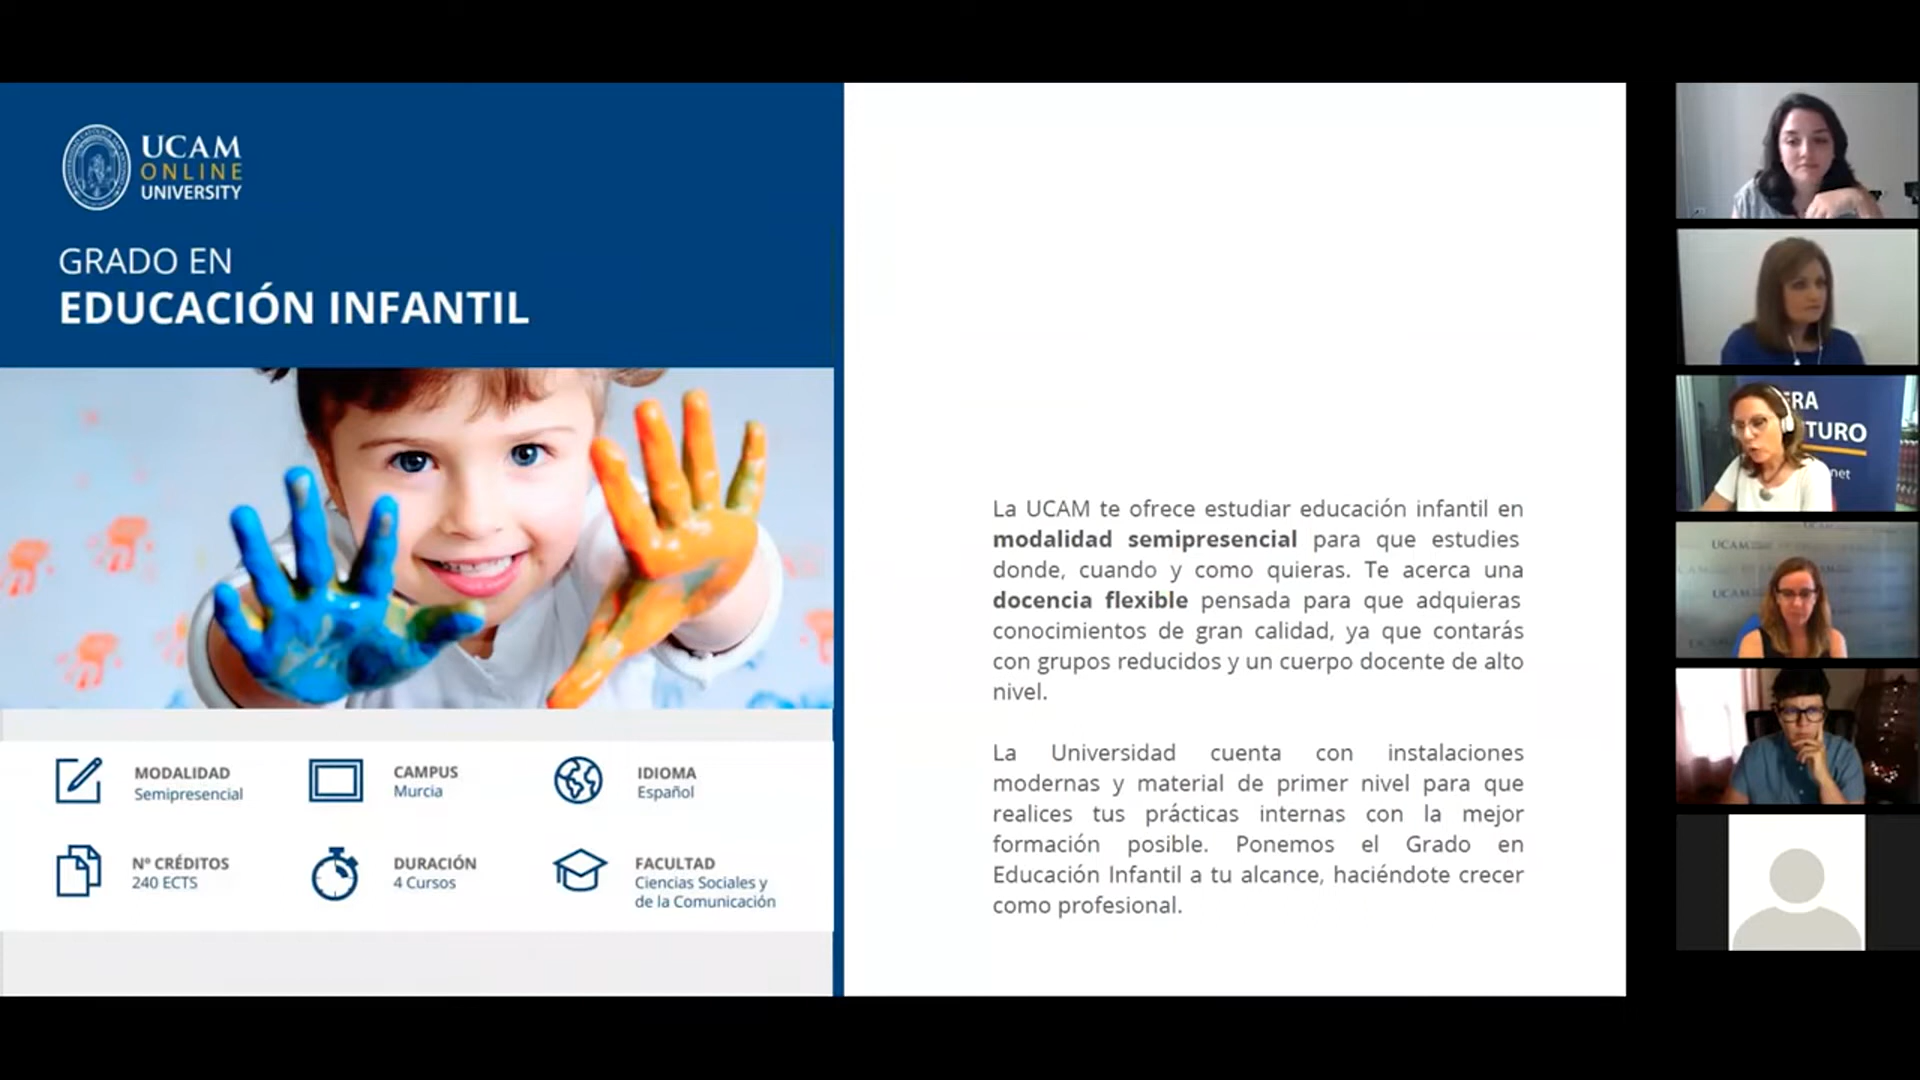 UCAM
ONLINE
UNIVERSITY
GRADO EN
EDUCACIÓN INFANTIL
MODALIDAD
Semipresencial
CAMPUS
Murcia
IDIOMA
Español
Nº CRÉDITOS
240 ECTS
DURACIÓN
4 Cursos
FACULTAD
Ciencias Sociales y
de la Comunicación
La UCAM te ofrece estudiar educación infantil en
modalidad semipresencial para que estudies
donde, cuando y como quieras. Te acerca una
docencia flexible pensada para que adquieras
conocimientos de gran calidad, ya que contarás
con grupos reducidos y un cuerpo docente de alto
nivel.
La Universidad cuenta con instalaciones
modernas y material de primer nivel para que
realices tus prácticas internas con la mejor
formación posible. Ponemos el Grado en
Educación Infantil a tu alcance, haciéndote crecer
como profesional.
ERA
TURO
net
UCAM
UCAM